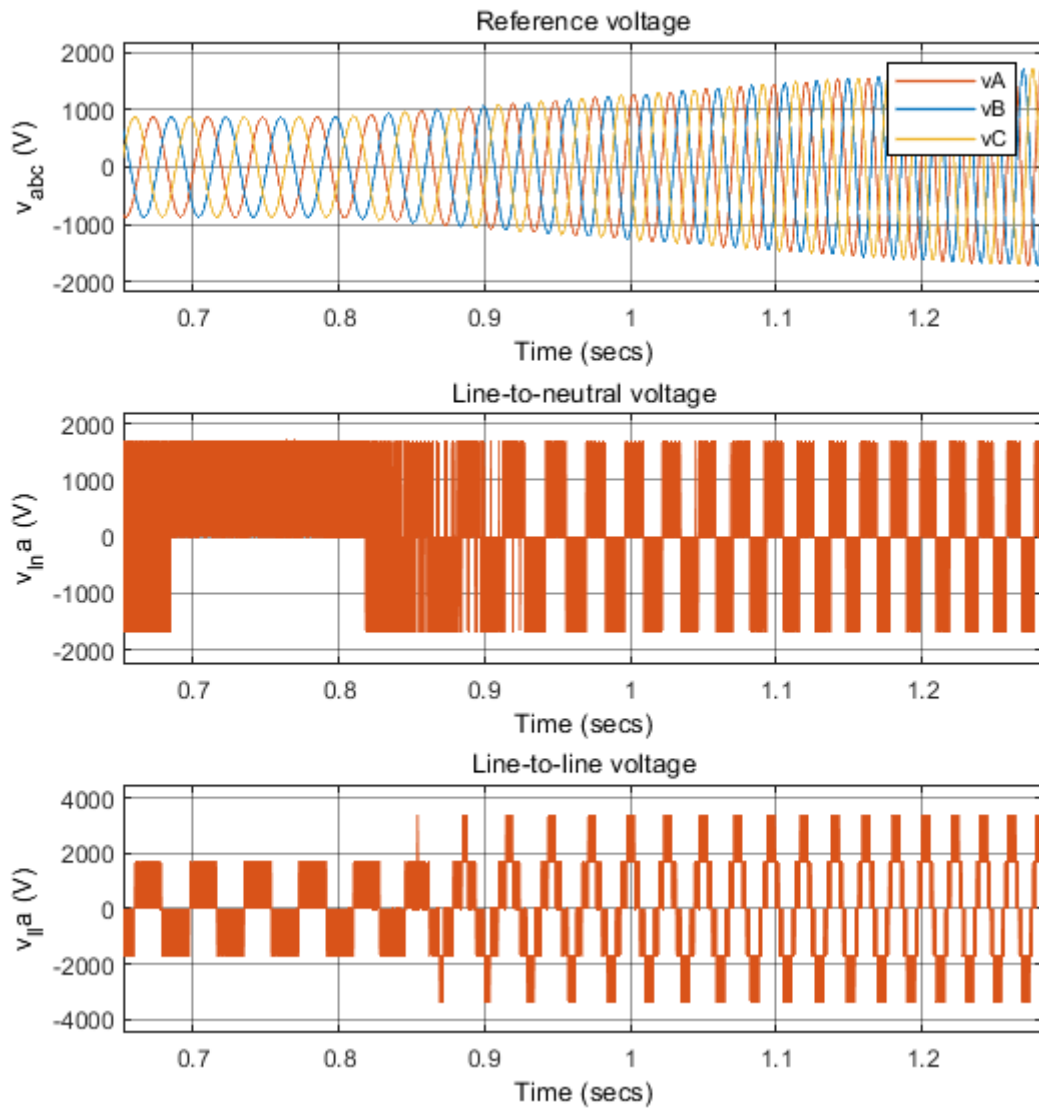 Reference voltage
2000
1000
0
-1000
-2000
v_abc (V)
vA
vB
vC
0.7 0.8 0.9 1 1.1 1.2
Time (secs)
Line-to-neutral voltage
2000
1000
0
-1000
-2000
v_ln a (V)
0.7 0.8 0.9 1 1.1 1.2
Time (secs)
Line-to-line voltage
4000
2000
0
-2000
-4000
v_ll a (V)
0.7 0.8 0.9 1 1.1 1.2
Time (secs)